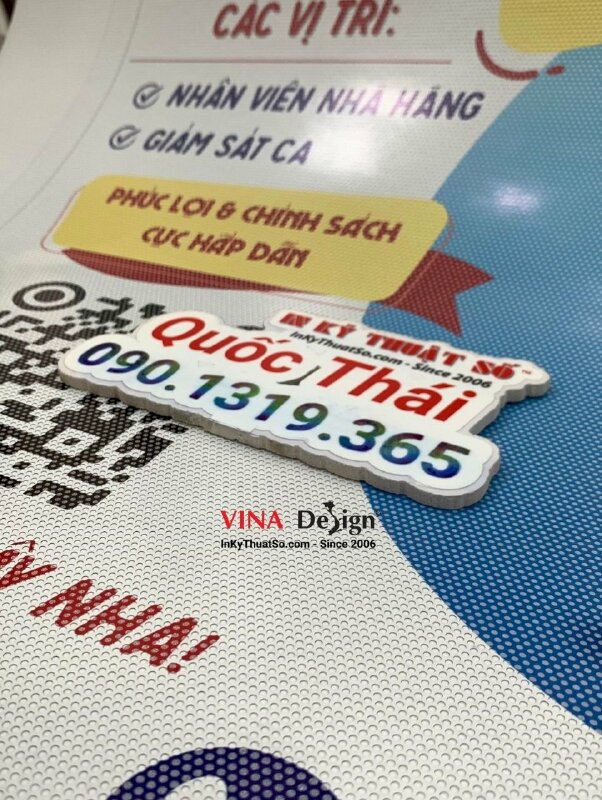 CÁC VỊ TRÍ:
NHÂN VIÊN NHÀ HÀNG
GIÁM SÁT CA
PHÚC LỢI & CHÍNH SÁCH
CỰC HẤP DẪN
IN KỸ THUẬT SỐ™
InKyThuatSo.com - Since 2006
Quốc Thái
090.1319.365
VINA Design
InKyThuatSo.com - Since 2006
NHA!